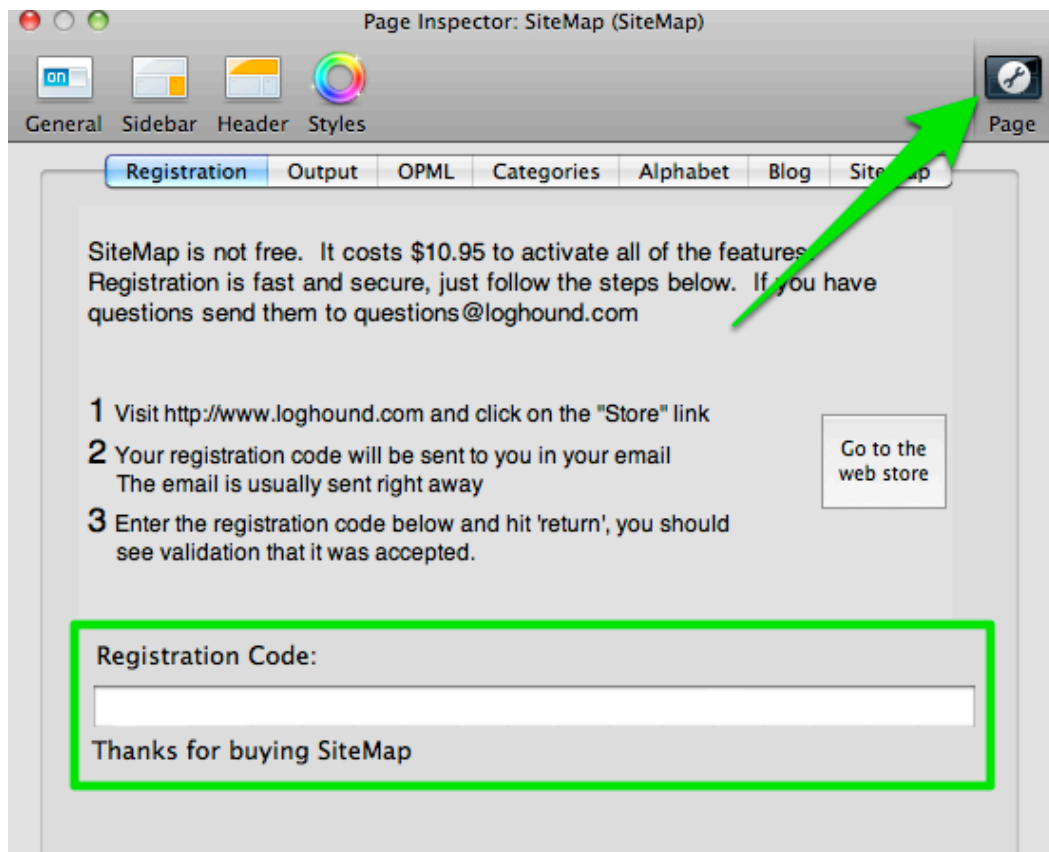 Page Inspector: SiteMap (SiteMap)
on
General Sidebar Header Styles Page
Registration Output OPML Categories Alphabet Blog
SiteMap is not free. It costs $10.95 to activate all of the features.
Registration is fast and secure, just follow the steps below. If you have
questions send them to questions@loghound.com
1 Visit http://www.loghound.com and click on the "Store" link
2 Your registration code will be sent to you in your email
The email is usually sent right away
3 Enter the registration code below and hit 'return', you should
see validation that it was accepted.
Go to the
web store
Registration Code:
Thanks for buying SiteMap